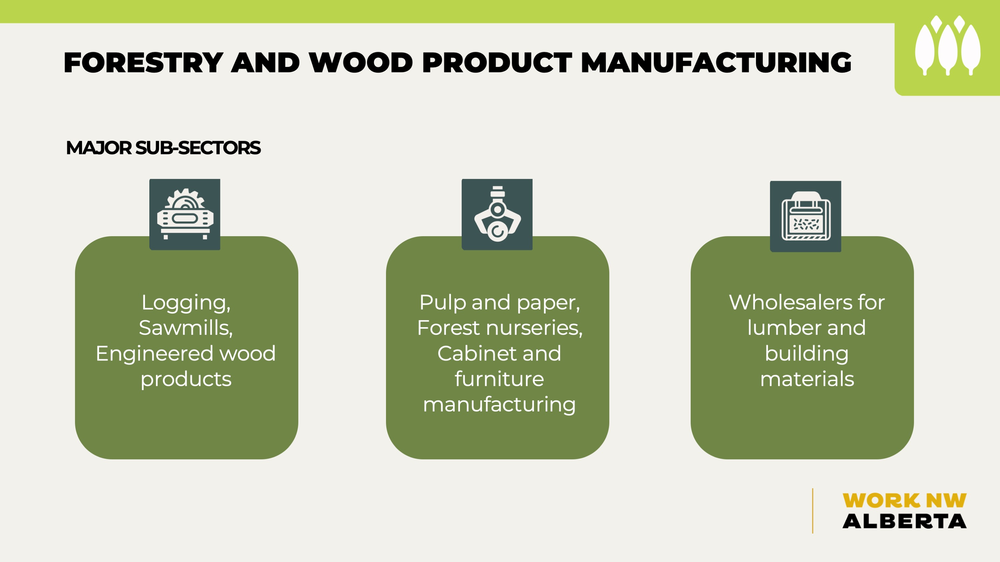 FORESTRY AND WOOD PRODUCT MANUFACTURING
MAJOR SUB-SECTORS
Logging,
Sawmills,
Engineered wood
products
Pulp and paper,
Forest nurseries,
Cabinet and
furniture
manufacturing
Wholesalers for
lumber and
building
materials
WORK NW
ALBERTA